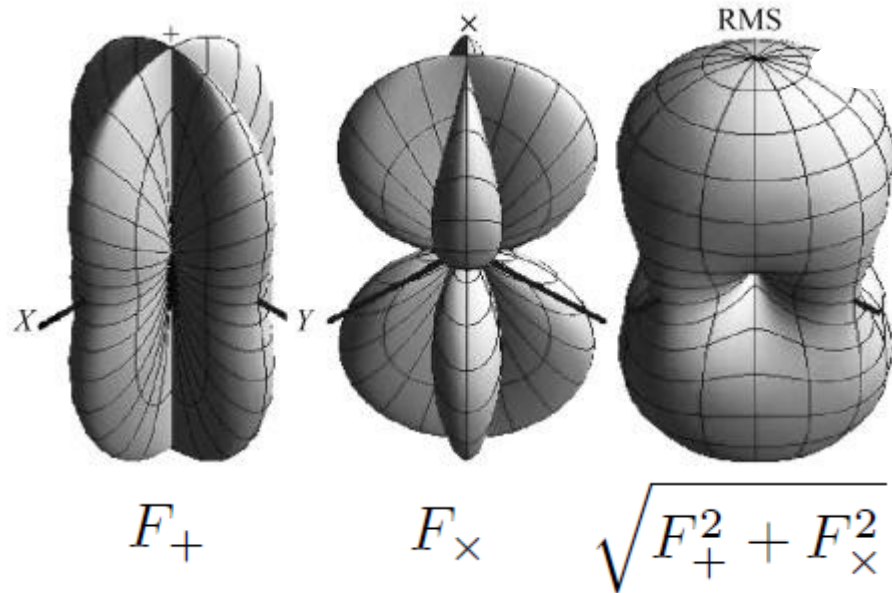 + × RMS
X Y
F₊ F× √(F₊² + F×²)